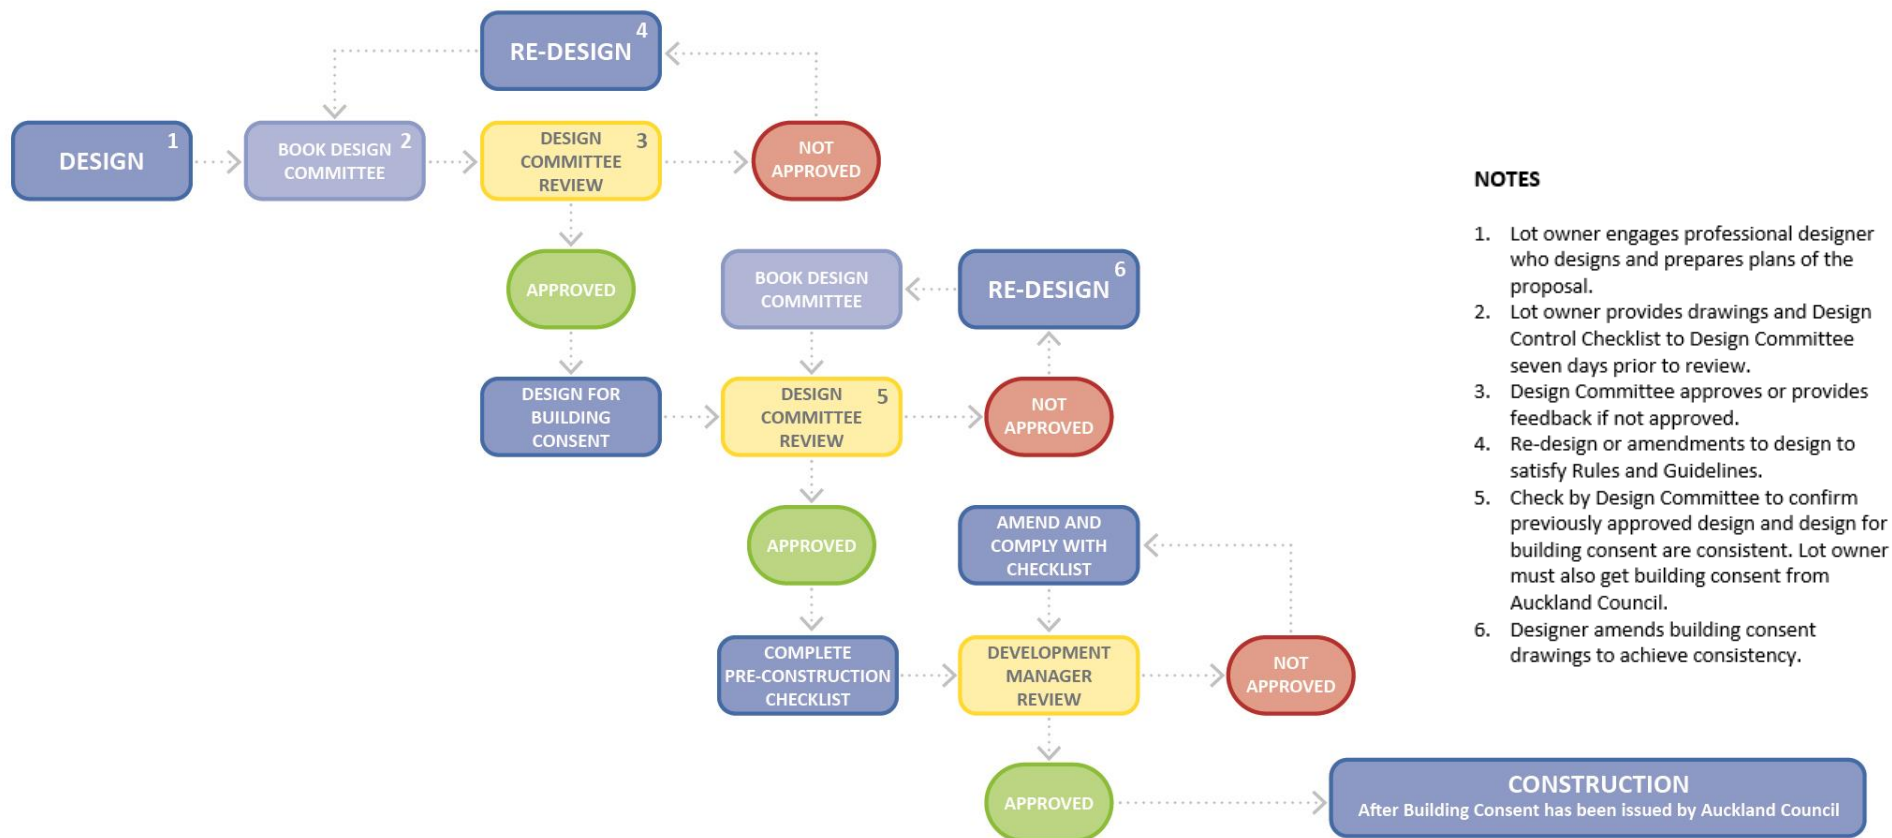 RE-DESIGN 4
DESIGN 1
BOOK DESIGN 2
COMMITTEE
DESIGN 3
COMMITTEE
REVIEW
NOT
APPROVED
APPROVED
BOOK DESIGN
COMMITTEE
RE-DESIGN 6
DESIGN FOR
BUILDING
CONSENT
DESIGN 5
COMMITTEE
REVIEW
NOT
APPROVED
APPROVED
AMEND AND
COMPLY WITH
CHECKLIST
COMPLETE
PRE-CONSTRUCTION
CHECKLIST
DEVELOPMENT
MANAGER
REVIEW
NOT
APPROVED
APPROVED
CONSTRUCTION
After Building Consent has been issued by Auckland Council
NOTES
1. Lot owner engages professional designer
who designs and prepares plans of the
proposal.
2. Lot owner provides drawings and Design
Control Checklist to Design Committee
seven days prior to review.
3. Design Committee approves or provides
feedback if not approved.
4. Re-design or amendments to design to
satisfy Rules and Guidelines.
5. Check by Design Committee to confirm
previously approved design and design for
building consent are consistent. Lot owner
must also get building consent from
Auckland Council.
6. Designer amends building consent
drawings to achieve consistency.